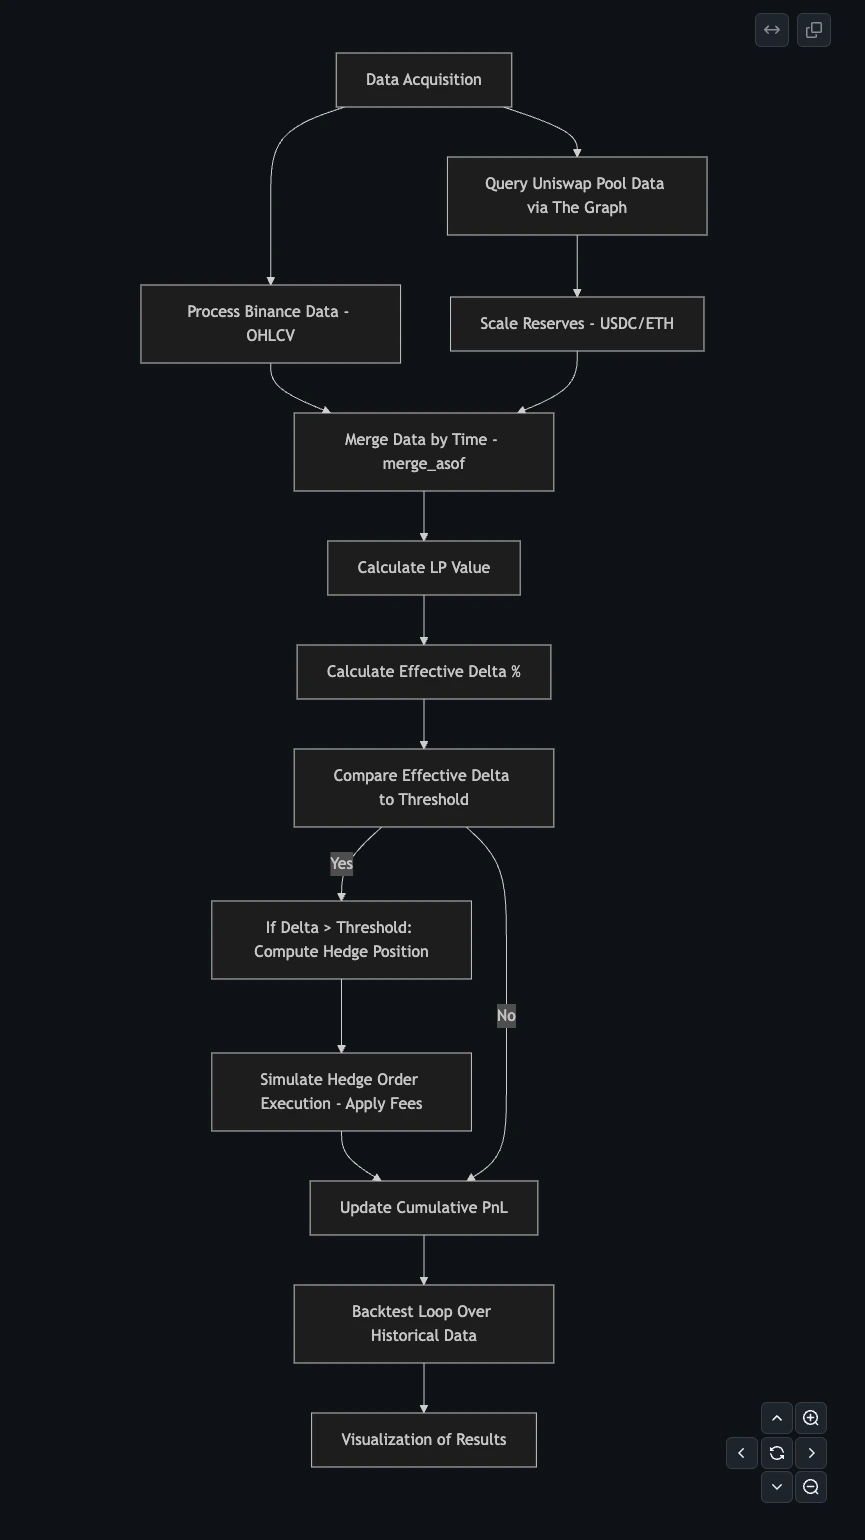 Data Acquisition
Query Uniswap Pool Data
via The Graph
Process Binance Data -
OHLCV
Scale Reserves - USDC/ETH
Merge Data by Time -
merge_asof
Calculate LP Value
Calculate Effective Delta %
Compare Effective Delta
to Threshold
Yes
If Delta > Threshold:
Compute Hedge Position
No
Simulate Hedge Order
Execution - Apply Fees
Update Cumulative PnL
Backtest Loop Over
Historical Data
Visualization of Results